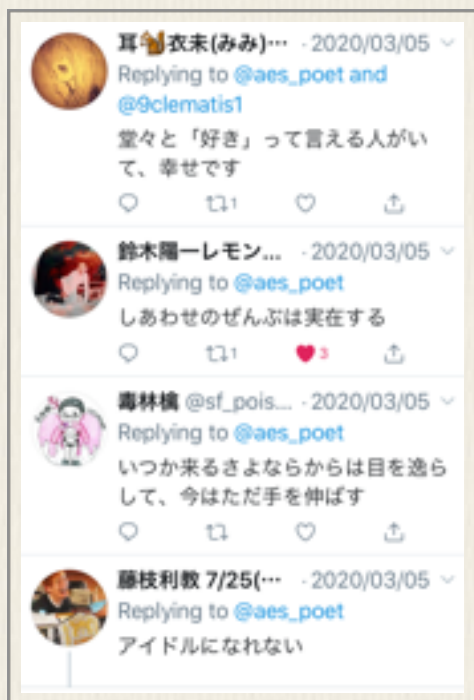 耳🐿衣未(みみ)… · 2020/03/05
Replying to @aes_poet and
@9clematis1
堂々と「好き」って言える人がい
て、幸せです
1
鈴木陽一レモン... · 2020/03/05
Replying to @aes_poet
しあわせのぜんぶは実在する
1 3
毒林檎 @sf_pois... · 2020/03/05
Replying to @aes_poet
いつか来るさよならからは目を逸ら
して、今はただ手を伸ばす
藤枝利教 7/25(… · 2020/03/05
Replying to @aes_poet
アイドルになれない